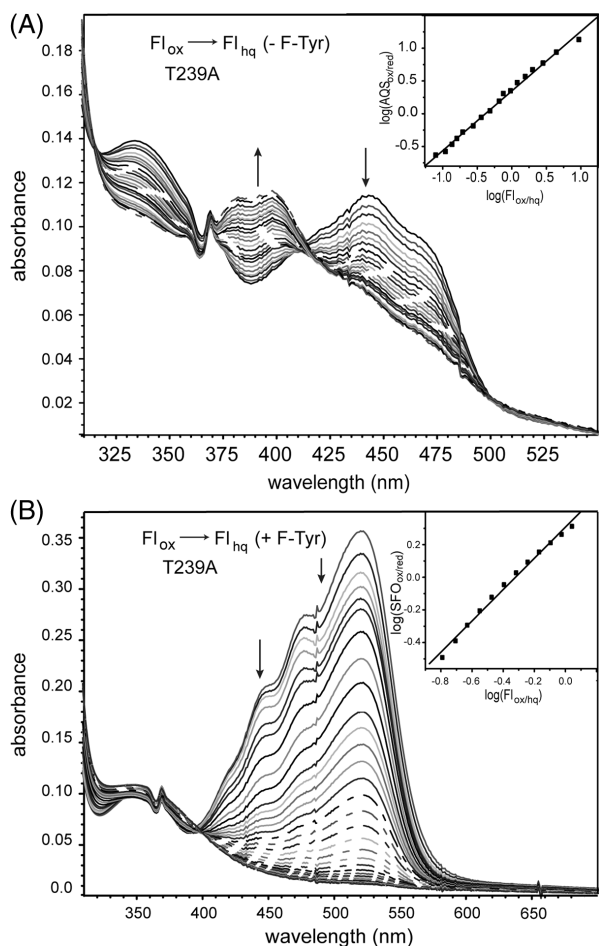 (A)
Fl_ox → Fl_hq (- F-Tyr)
T239A
absorbance
0.18
0.16
0.14
0.12
0.10
0.08
0.06
0.04
0.02
325 350 375 400 425 450 475 500 525
wavelength (nm)
log(AQS_ox/red)
1.0
0.5
0.0
-0.5
-1.0 -0.5 0.0 0.5 1.0
log(Fl_ox/hq)
(B)
Fl_ox → Fl_hq (+ F-Tyr)
T239A
absorbance
0.35
0.30
0.25
0.20
0.15
0.10
0.05
0.0
350 400 450 500 550 600 650
wavelength (nm)
log(SFO_ox/red)
0.2
0.0
-0.2
-0.4
-0.8 -0.6 -0.4 -0.2 0.0
log(Fl_ox/hq)